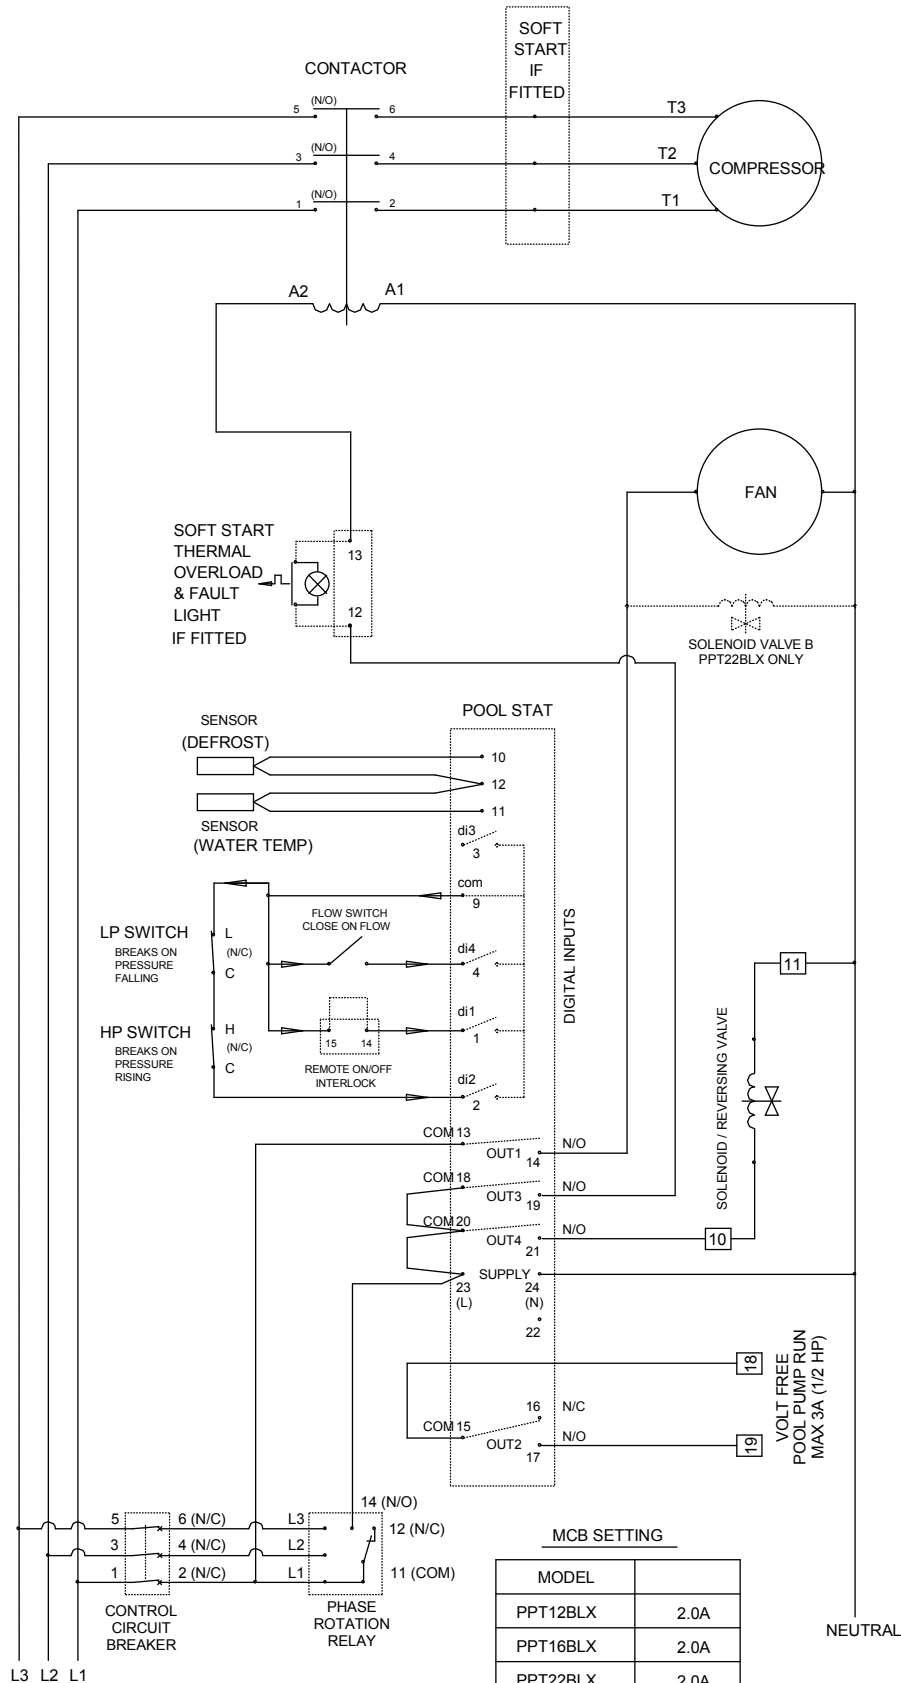 SOFT
START
IF
FITTED
CONTACTOR
5
(N/O)
6
T3
3
(N/O)
4
T2
COMPRESSOR
1
(N/O)
2
T1
A2
A1
FAN
SOFT START
THERMAL
OVERLOAD
& FAULT
LIGHT
IF FITTED
13
12
SOLENOID VALVE B
PPT22BLX ONLY
POOL STAT
SENSOR
(DEFROST)
10
12
11
SENSOR
(WATER TEMP)
di3
3
com
9
FLOW SWITCH
CLOSE ON FLOW
LP SWITCH
BREAKS ON
PRESSURE
FALLING
L
(N/C)
C
di4
4
DIGITAL INPUTS
11
HP SWITCH
BREAKS ON
PRESSURE
RISING
H
(N/C)
C
15
14
REMOTE ON/OFF
INTERLOCK
di1
1
di2
2
SOLENOID / REVERSING VALVE
COM 13
OUT1
14
N/O
COM 18
OUT3
19
N/O
COM 20
OUT4
21
N/O
10
SUPPLY
23
(L)
24
(N)
22
18
16
N/C
COM 15
OUT2
17
N/O
19
VOLT FREE
POOL PUMP RUN
MAX 3A (1/2 HP)
14 (N/O)
5
6 (N/C)
L3
12 (N/C)
3
4 (N/C)
L2
1
2 (N/C)
L1
11 (COM)
CONTROL
CIRCUIT
BREAKER
PHASE
ROTATION
RELAY
MCB SETTING
MODEL
PPT12BLX 2.0A
PPT16BLX 2.0A
PPT22BLX 2.0A
NEUTRAL
L3 L2 L1